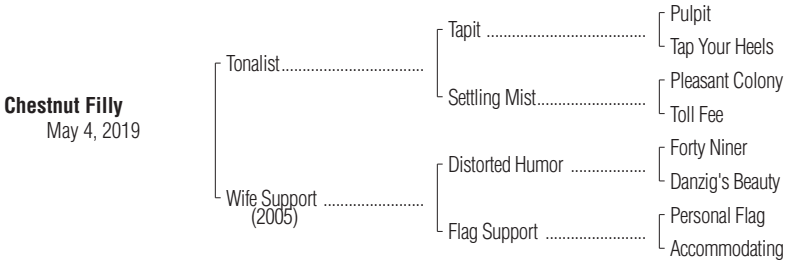 Pulpit
Tapit ......................................
Tap Your Heels
Tonalist..................................
Pleasant Colony
Settling Mist..........................
Toll Fee
Chestnut Filly
May 4, 2019
Forty Niner
Distorted Humor ..................
Danzig's Beauty
Wife Support ........................
(2005)
Personal Flag
Flag Support ........................
Accommodating